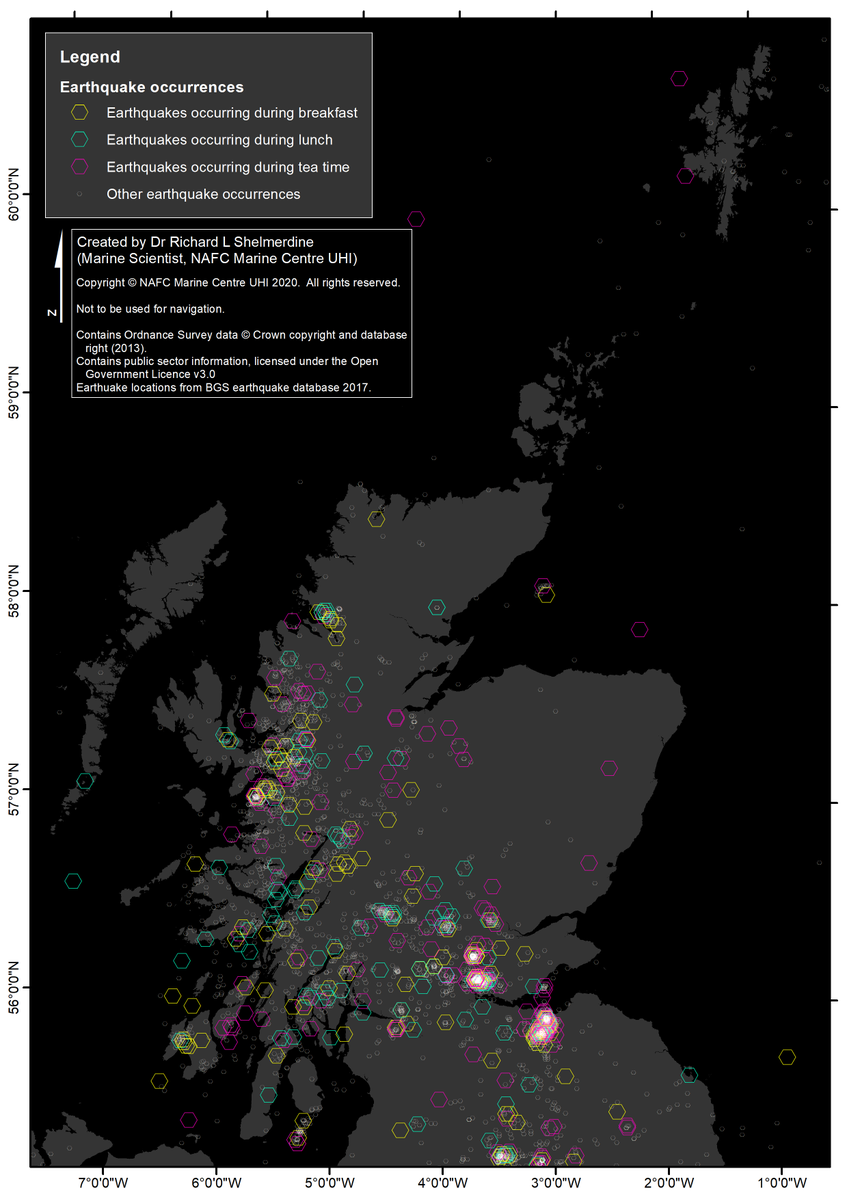 Legend
Earthquake occurrences
Earthquakes occurring during breakfast
Earthquakes occurring during lunch
Earthquakes occurring during tea time
Other earthquake occurrences
Created by Dr Richard L Shelmerdine
(Marine Scientist, NAFC Marine Centre UHI)
Copyright © NAFC Marine Centre UHI 2020. All rights reserved.
Not to be used for navigation.
Contains Ordnance Survey data © Crown copyright and database
right (2013).
Contains public sector information, licensed under the Open
Government Licence v3.0
Earthuake locations from BGS earthquake database 2017.
N
60°0'0"N
59°0'0"N
58°0'0"N
57°0'0"N
56°0'0"N
7°0'0"W
6°0'0"W
5°0'0"W
4°0'0"W
3°0'0"W
2°0'0"W
1°0'0"W